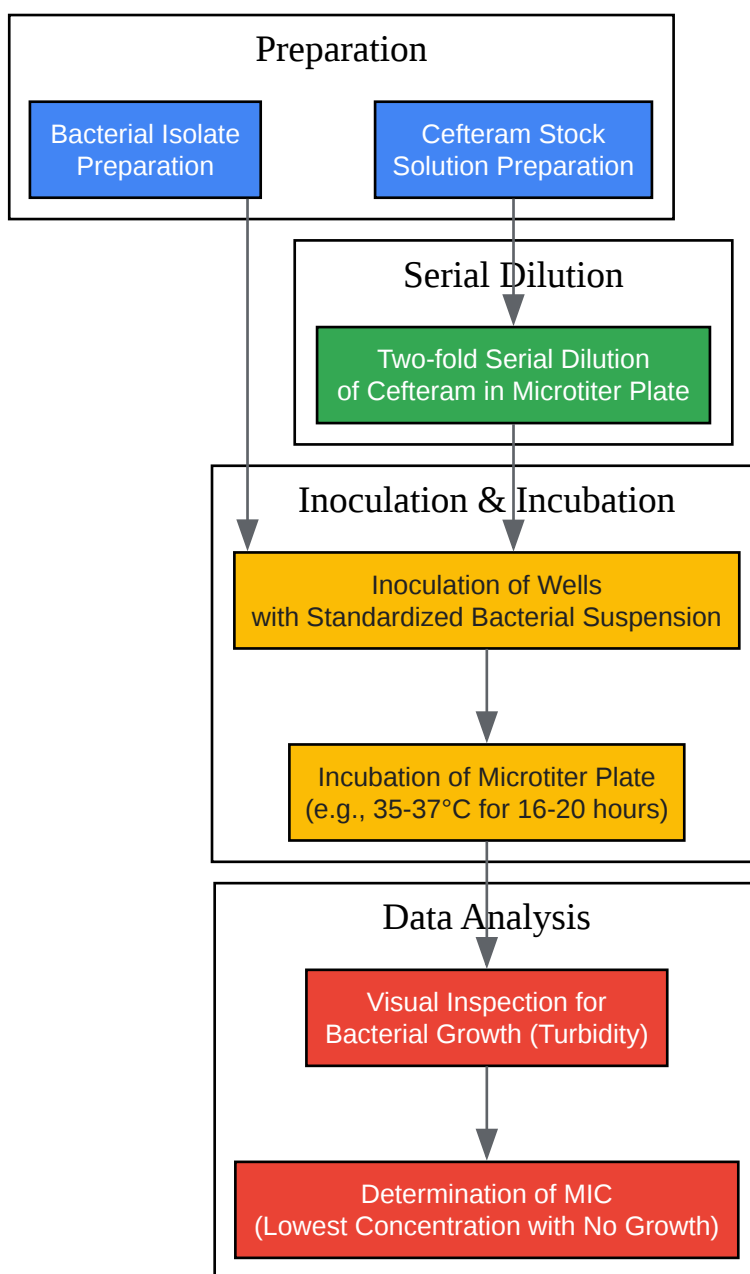 Preparation
Bacterial Isolate
Preparation
Cefteram Stock
Solution Preparation
Serial Dilution
Two-fold Serial Dilution
of Cefteram in Microtiter Plate
Inoculation & Incubation
Inoculation of Wells
with Standardized Bacterial Suspension
Incubation of Microtiter Plate
(e.g., 35-37°C for 16-20 hours)
Data Analysis
Visual Inspection for
Bacterial Growth (Turbidity)
Determination of MIC
(Lowest Concentration with No Growth)